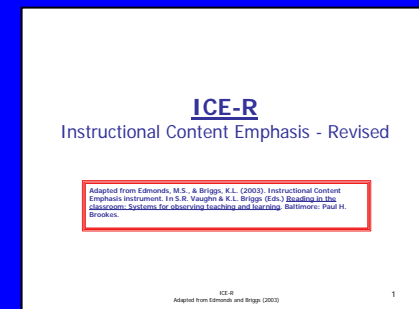 ICE-R
Instructional Content Emphasis - Revised
Adapted from Edmonds, M.S., & Briggs, K.L. (2003). Instructional Content
Emphasis instrument. In S.R. Vaughn & K.L. Briggs (Eds.) Reading in the
classroom: Systems for observing teaching and learning. Baltimore: Paul H.
Brookes.
ICE-R
Adapted from Edmonds and Briggs (2003)
1